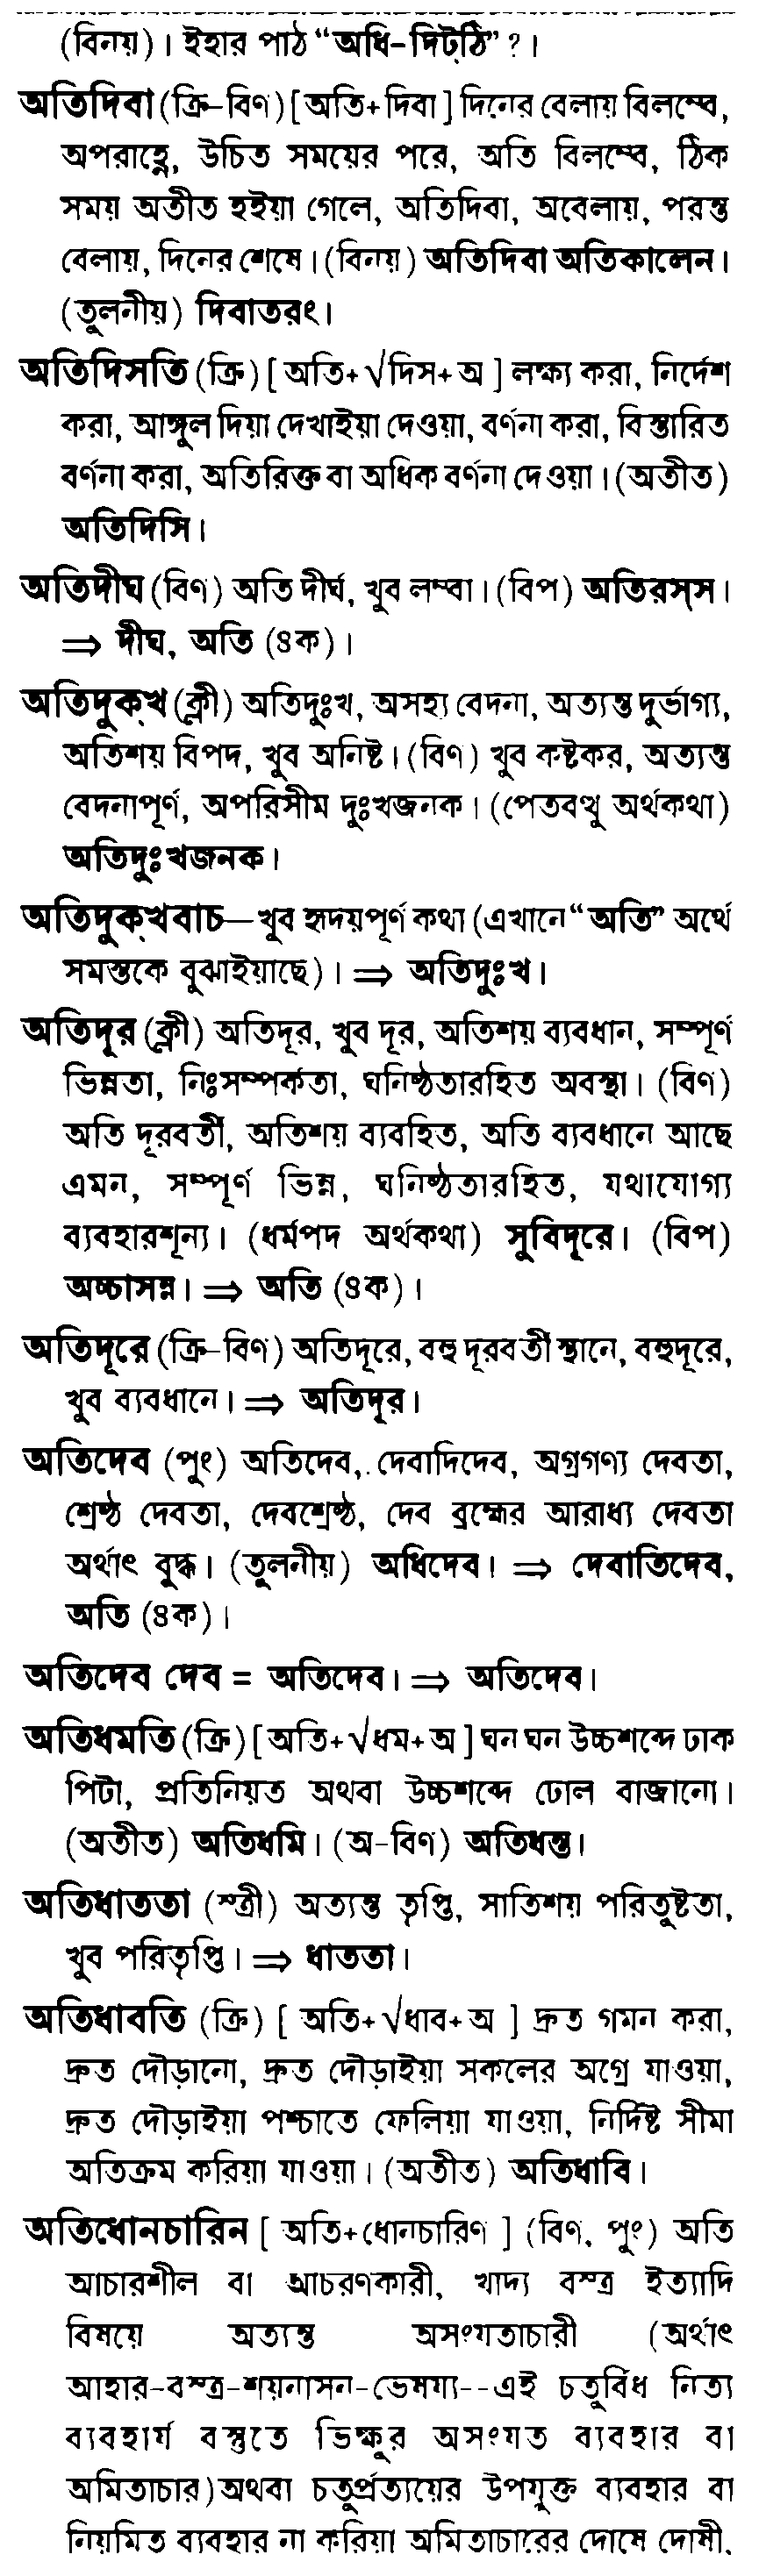 (বিনয়)। ইহার পাঠ “অধি-দিট্ঠি” ?।
অতিদিবা (ক্রি-বিণ) [ অতি+দিবা ] দিনের বেলায় বিলম্বে,
অপরাহ্ণে, উচিত সময়ের পরে, অতি বিলম্বে, ঠিক
সময় অতীত হইয়া গেলে, অতিদিবা, অবেলায়, পরন্ত
বেলায়, দিনের শেষে। (বিনয়) অতিদিবা অতিকালেন।
(তুলনীয়) দিবাতরং।
অতিদিসতি (ক্রি) [ অতি+√দিস+অ ] লক্ষ্য করা, নির্দেশ
করা, আঙ্গুল দিয়া দেখাইয়া দেওয়া, বর্ণনা করা, বিস্তারিত
বর্ণনা করা, অতিরিক্ত বা অধিক বর্ণনা দেওয়া। (অতীত)
অতিদিসি।
অতিদীঘ (বিণ) অতি দীর্ঘ, খুব লম্বা। (বিপ) অতিরস্স।
⇒ দীঘ, অতি (৪ক)।
অতিদুক্খ (ক্লী) অতিদুঃখ, অসহ্য বেদনা, অত্যন্ত দুর্ভাগ্য,
অতিশয় বিপদ, খুব অনিষ্ট। (বিণ) খুব কষ্টকর, অত্যন্ত
বেদনাপূর্ণ, অপরিসীম দুঃখজনক। (পেতবত্থু অর্থকথা)
অতিদুঃখজনক।
অতিদুক্খবাচ—খুব হৃদয়পূর্ণ কথা (এখানে “অতি” অর্থে
সমস্তকে বুঝাইয়াছে)। ⇒ অতিদুঃখ।
অতিদূর (ক্লী) অতিদূর, খুব দূর, অতিশয় ব্যবধান, সম্পূর্ণ
ভিন্নতা, নিঃসম্পর্কতা, ঘনিষ্ঠতারহিত অবস্থা। (বিণ)
অতি দূরবর্তী, অতিশয় ব্যবহিত, অতি ব্যবধানে আছে
এমন, সম্পূর্ণ ভিন্ন, ঘনিষ্ঠতারহিত, যথাযোগ্য
ব্যবহারশূন্য। (ধর্মপদ অর্থকথা) সুবিদূরে। (বিপ)
অচ্চাসন্ন। ⇒ অতি (৪ক)।
অতিদূরে (ক্রি-বিণ) অতিদূরে, বহু দূরবর্তী স্থানে, বহুদূরে,
খুব ব্যবধানে। ⇒ অতিদূর।
অতিদেব (পুং) অতিদেব, দেবাদিদেব, অগ্রগণ্য দেবতা,
শ্রেষ্ঠ দেবতা, দেবশ্রেষ্ঠ, দেব ব্রহ্মের আরাধ্য দেবতা
অর্থাৎ বুদ্ধ। (তুলনীয়) অধিদেব। ⇒ দেবাতিদেব,
অতি (৪ক)।
অতিদেব দেব = অতিদেব। ⇒ অতিদেব।
অতিধমতি (ক্রি) [ অতি+√ধম+অ ] ঘন ঘন উচ্চশব্দে ঢাক
পিটা, প্রতিনিয়ত অথবা উচ্চশব্দে ঢোল বাজানো।
(অতীত) অতিধমি। (অ-বিণ) অতিধন্ত।
অতিধাততা (স্ত্রী) অত্যন্ত তৃপ্তি, সাতিশয় পরিতুষ্টতা,
খুব পরিতৃপ্তি। ⇒ ধাততা।
অতিধাবতি (ক্রি) [ অতি+√ধাব+অ ] দ্রুত গমন করা,
দ্রুত দৌড়ানো, দ্রুত দৌড়াইয়া সকলের অগ্রে যাওয়া,
দ্রুত দৌড়াইয়া পশ্চাতে ফেলিয়া যাওয়া, নির্দিষ্ট সীমা
অতিক্রম করিয়া যাওয়া। (অতীত) অতিধাবি।
অতিধোনচারিন [ অতি+ধোনচারিণ ] (বিণ, পুং) অতি
আচারশীল বা আচরণকারী, খাদ্য বস্ত্র ইত্যাদি
বিষয়ে অত্যন্ত অসংযতাচারী (অর্থাৎ
আহার-বস্ত্র-শয়নাসন-ভেষয্য--এই চতুর্বিধ নিত্য
ব্যবহার্য বস্তুতে ভিক্ষুর অসংযত ব্যবহার বা
অমিতাচার) অথবা চতুর্প্রত্যয়ের উপযুক্ত ব্যবহার বা
নিয়মিত ব্যবহার না করিয়া অমিতাচারের দোষে দোষী,